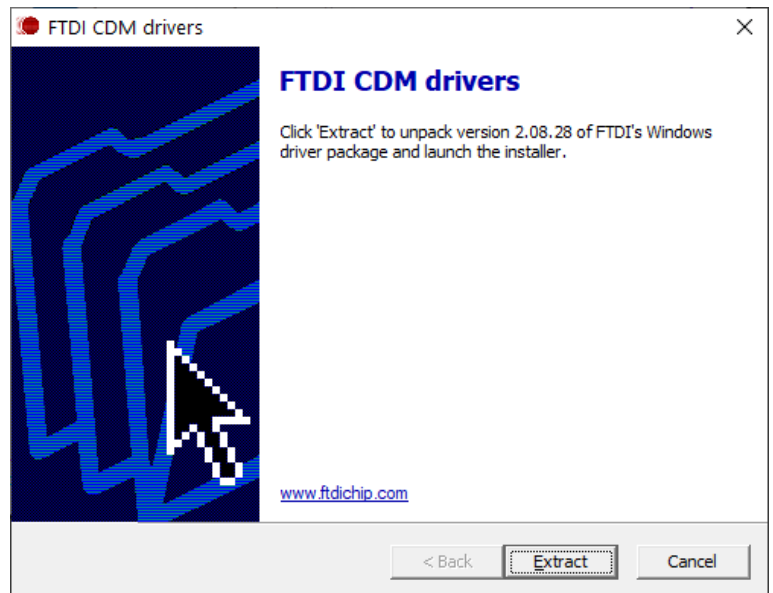 FTDI CDM drivers
FTDI CDM drivers
Click 'Extract' to unpack version 2.08.28 of FTDI's Windows
driver package and launch the installer.
www.ftdichip.com
< Back
Extract
Cancel